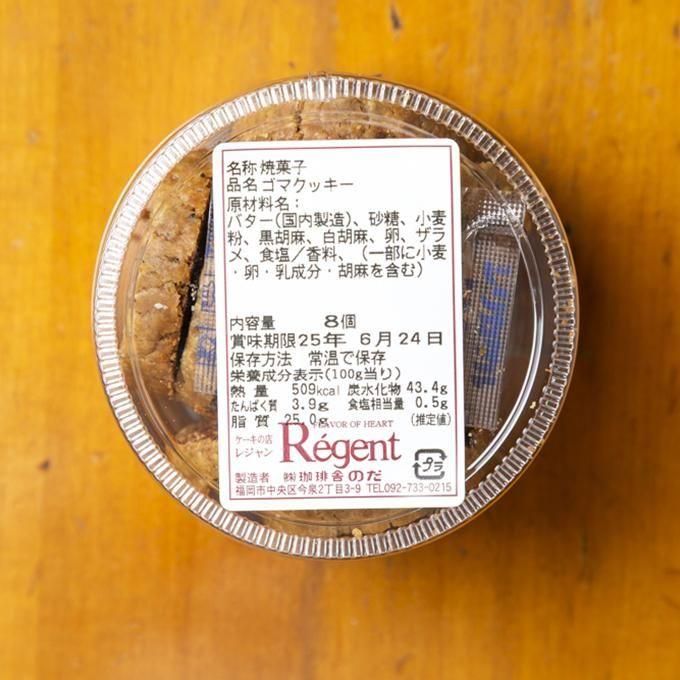 名称 焼菓子
品名 ゴマクッキー
原材料名：
バター(国内製造)、砂糖、小麦
粉、黒胡麻、白胡麻、卵、ザラ
メ、食塩／香料、（一部に小麦
・卵・乳成分・胡麻を含む）
内容量 8個
賞味期限25年 6月24日
保存方法 常温で保存
栄養成分表示(100g当り)
熱量 509kcal 炭水化物 43.4g
たんぱく質 3.9g 食塩相当量 0.5g
脂質 25.0g (推定値)
FLAVOR OF HEART
ケーキの店
レジャン
Régent
プラ
製造者 ㈱珈琲舎のだ
福岡市中央区今泉2丁目3-9 TEL092-733-0215